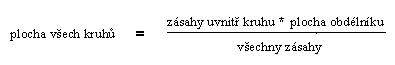 zásahy uvnitř kruhu * plocha obdélníku
plocha všech kruhů =
všechny zásahy